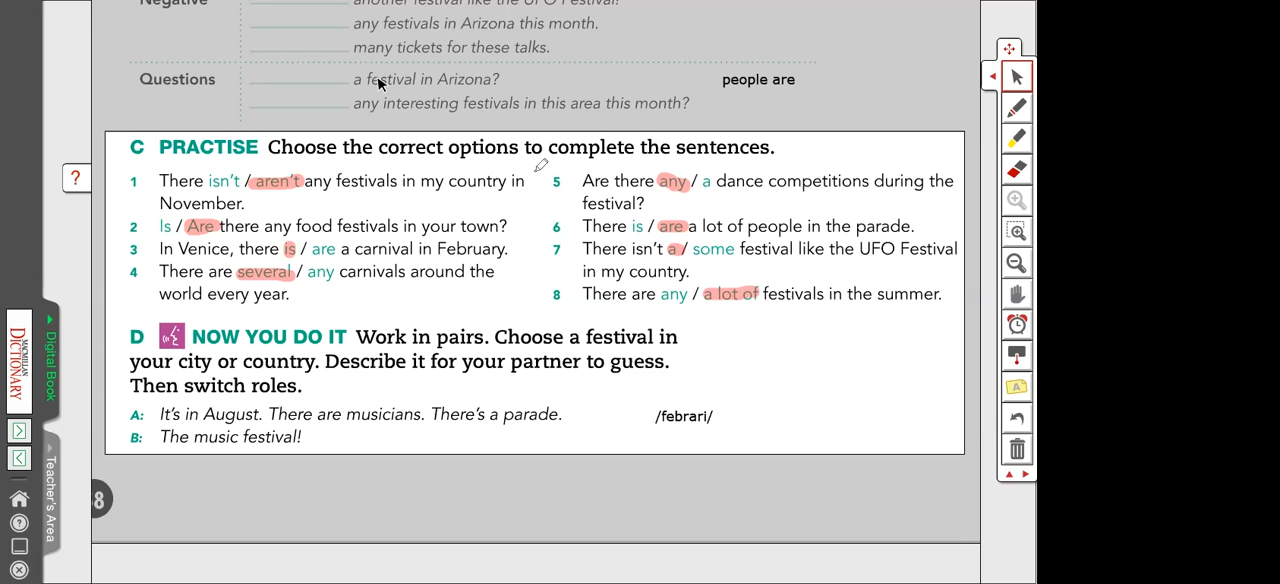 Negative
another festival like the UFO Festival!
any festivals in Arizona this month.
many tickets for these talks.
Questions
a festival in Arizona?
people are
any interesting festivals in this area this month?
C PRACTISE Choose the correct options to complete the sentences.
1 There isn't / aren't any festivals in my country in
November.
2 Is / Are there any food festivals in your town?
3 In Venice, there is / are a carnival in February.
4 There are several / any carnivals around the
world every year.
5 Are there any / a dance competitions during the
festival?
6 There is / are a lot of people in the parade.
7 There isn't a / some festival like the UFO Festival
in my country.
8 There are any / a lot of festivals in the summer.
D NOW YOU DO IT Work in pairs. Choose a festival in
your city or country. Describe it for your partner to guess.
Then switch roles.
A: It's in August. There are musicians. There's a parade.
/febrari/
B: The music festival!
8
?
MACMILLAN
DICTIONARY
Digital Book
Teacher's Area
?
A